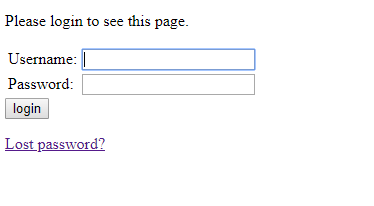 Please login to see this page.
Username:
Password:
login
Lost password?